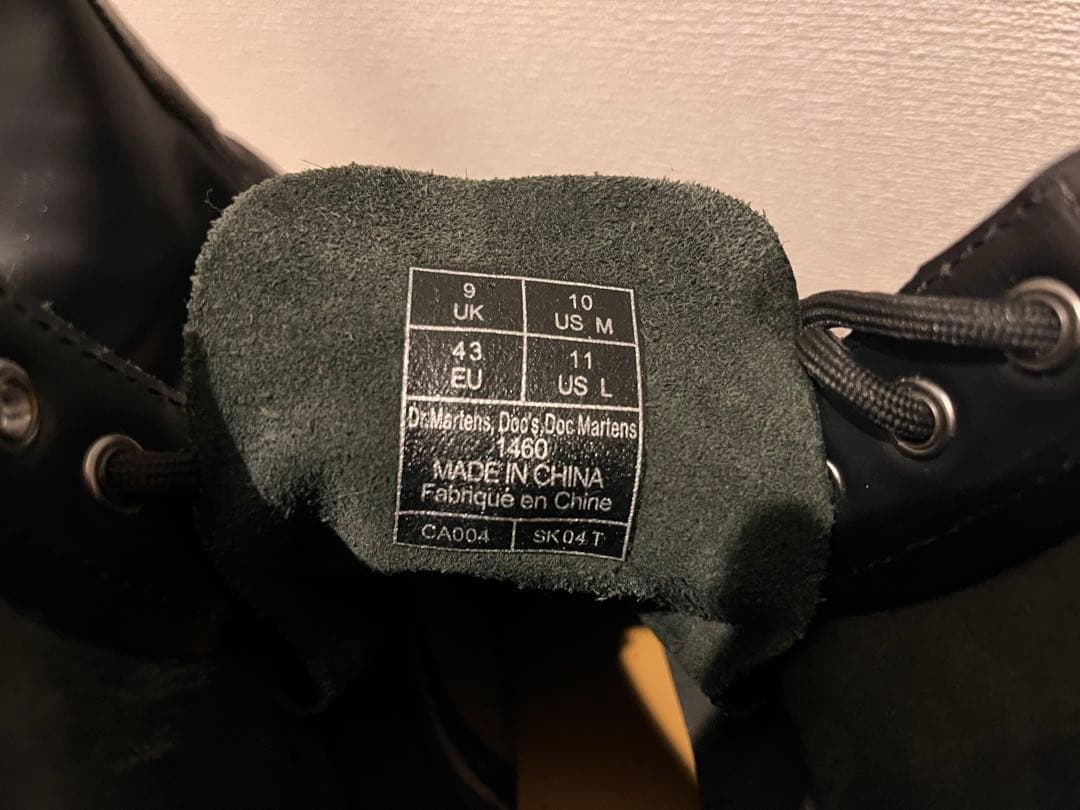 9
UK
10
US M
43
EU
11
US L
Dr.Martens, Doc's, Doc Martens
1460
MADE IN CHINA
Fabriqué en Chine
CA004
SK04T